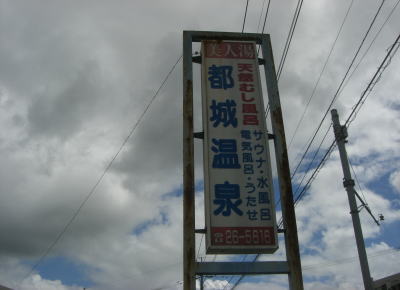 美人湯
天然むし風呂
都城温泉
サウナ・水風呂
電気風呂・うたせ
☎26-5816